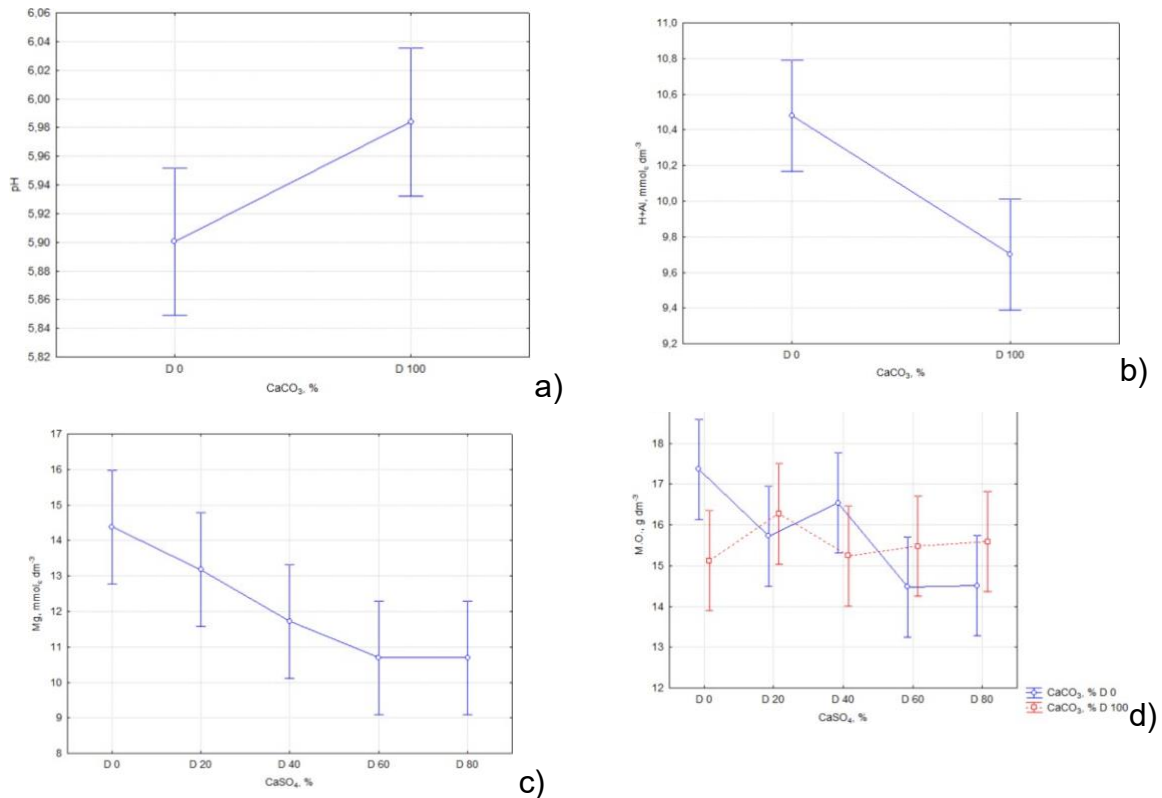 6,06
6,04
6,02
6,00
5,98
5,96
5,94
5,92
5,90
5,88
5,86
5,84
5,82
pH
D 0 D 100
CaCO₃, %
a)
11,0
10,8
10,6
10,4
10,2
10,0
9,8
9,6
9,4
9,2
H+Al, mmolc dm⁻³
D 0 D 100
CaCO₃, %
b)
17
16
15
14
13
12
11
10
9
8
Mg, mmolc dm⁻³
D 0 D 20 D 40 D 60 D 80
CaSO₄, %
c)
18
17
16
15
14
13
12
M.O., g dm⁻³
D 0 D 20 D 40 D 60 D 80
CaSO₄, %
CaCO₃, % D 0
CaCO₃, % D 100
d)